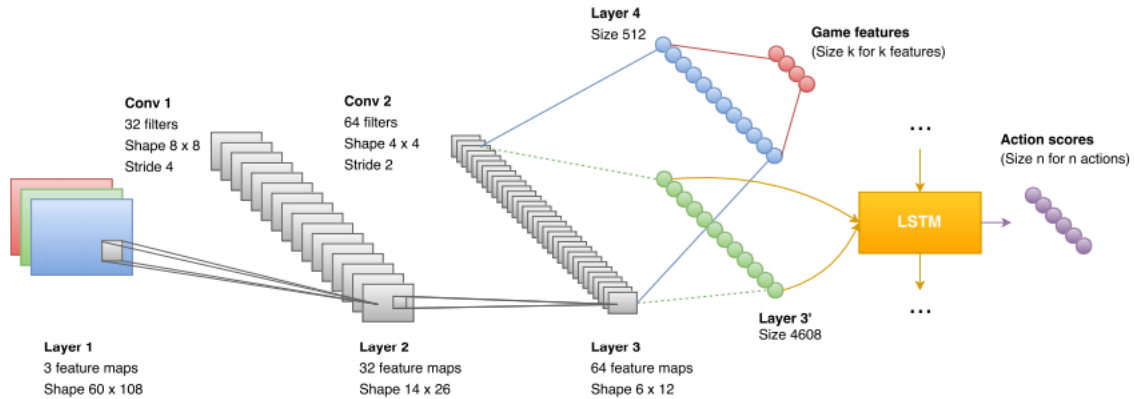 Layer 4
Size 512
Game features
(Size k for k features)
Conv 1
32 filters
Shape 8 x 8
Stride 4
Conv 2
64 filters
Shape 4 x 4
Stride 2
...
Action scores
(Size n for n actions)
LSTM
...
Layer 3'
Size 4608
Layer 1
3 feature maps
Shape 60 x 108
Layer 2
32 feature maps
Shape 14 x 26
Layer 3
64 feature maps
Shape 6 x 12